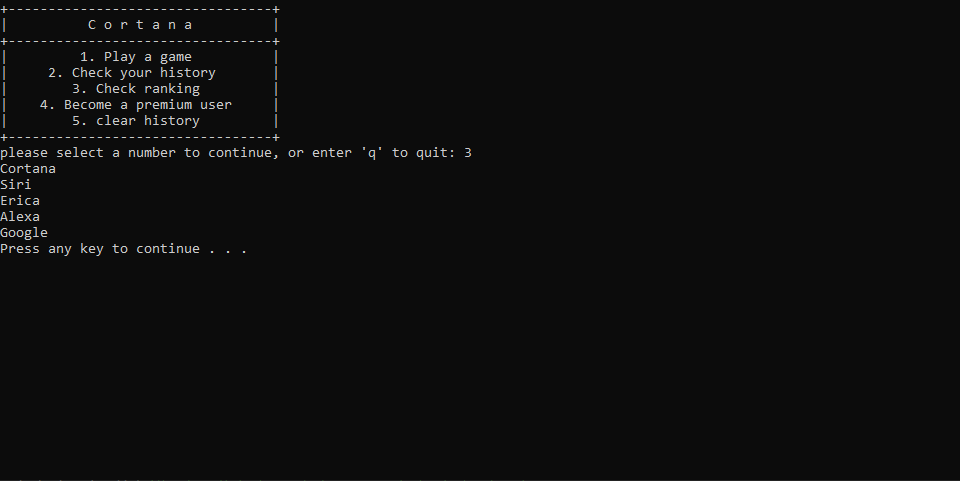 +---------------------------------+
|          C o r t a n a          |
+---------------------------------+
|         1. Play a game          |
|     2. Check your history       |
|        3. Check ranking         |
|    4. Become a premium user     |
|        5. clear history         |
+---------------------------------+
please select a number to continue, or enter 'q' to quit: 3
Cortana
Siri
Erica
Alexa
Google
Press any key to continue . . .